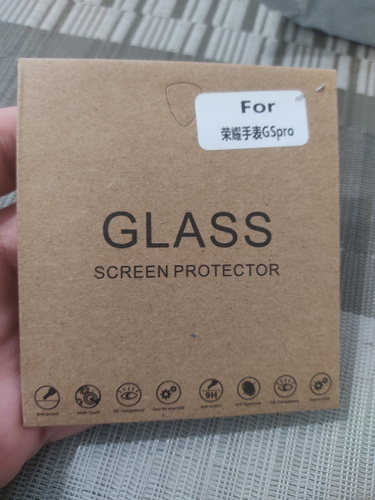 For
荣耀手表GSpro
GLASS
SCREEN PROTECTOR
9H